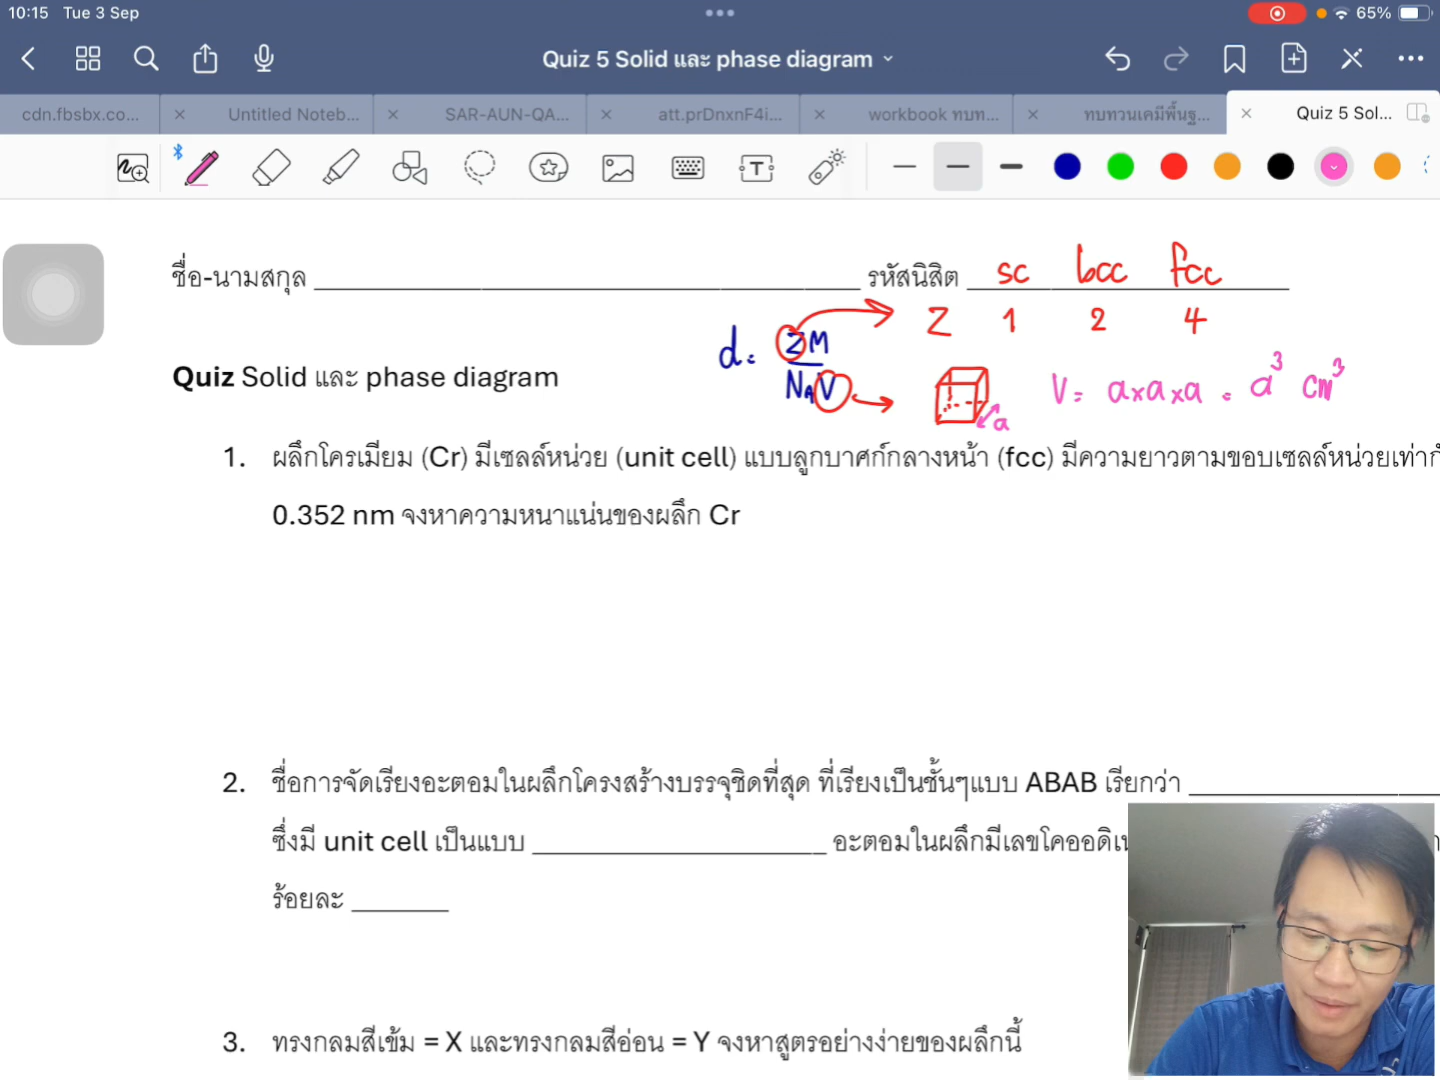 10:15 Tue 3 Sep
65%
Quiz 5 Solid และ phase diagram
cdn.fbsbx.co...
Untitled Noteb...
SAR-AUN-QA...
att.prDnxnF4i...
workbook ทบท...
ทบทวนเคมีพื้นฐ...
Quiz 5 Sol...
ชื่อ-นามสกุล รหัสนิสิต sc bcc fcc
Z 1 2 4
d = ZM
N_A V
V = a×a×a = a³ cm³
a
Quiz Solid และ phase diagram
1. ผลึกโครเมียม (Cr) มีเซลล์หน่วย (unit cell) แบบลูกบาศก์กลางหน้า (fcc) มีความยาวตามขอบเซลล์หน่วยเท่ากั
0.352 nm จงหาความหนาแน่นของผลึก Cr
2. ชื่อการจัดเรียงอะตอมในผลึกโครงสร้างบรรจุชิดที่สุด ที่เรียงเป็นชั้นๆแบบ ABAB เรียกว่า
ซึ่งมี unit cell เป็นแบบ อะตอมในผลึกมีเลขโคออดิเ
ร้อยละ
3. ทรงกลมสีเข้ม = X และทรงกลมสีอ่อน = Y จงหาสูตรอย่างง่ายของผลึกนี้